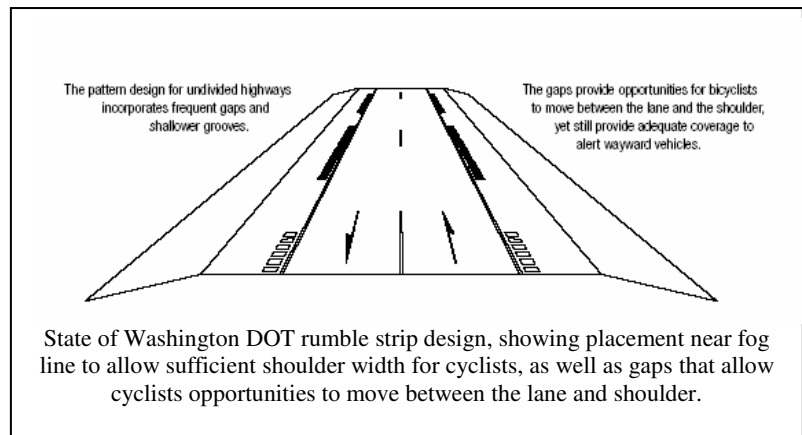 The pattern design for undivided highways
incorporates frequent gaps and
shallower grooves.
The gaps provide opportunities for bicyclists
to move between the lane and the shoulder,
yet still provide adequate coverage to
alert wayward vehicles.
State of Washington DOT rumble strip design, showing placement near fog
line to allow sufficient shoulder width for cyclists, as well as gaps that allow
cyclists opportunities to move between the lane and shoulder.